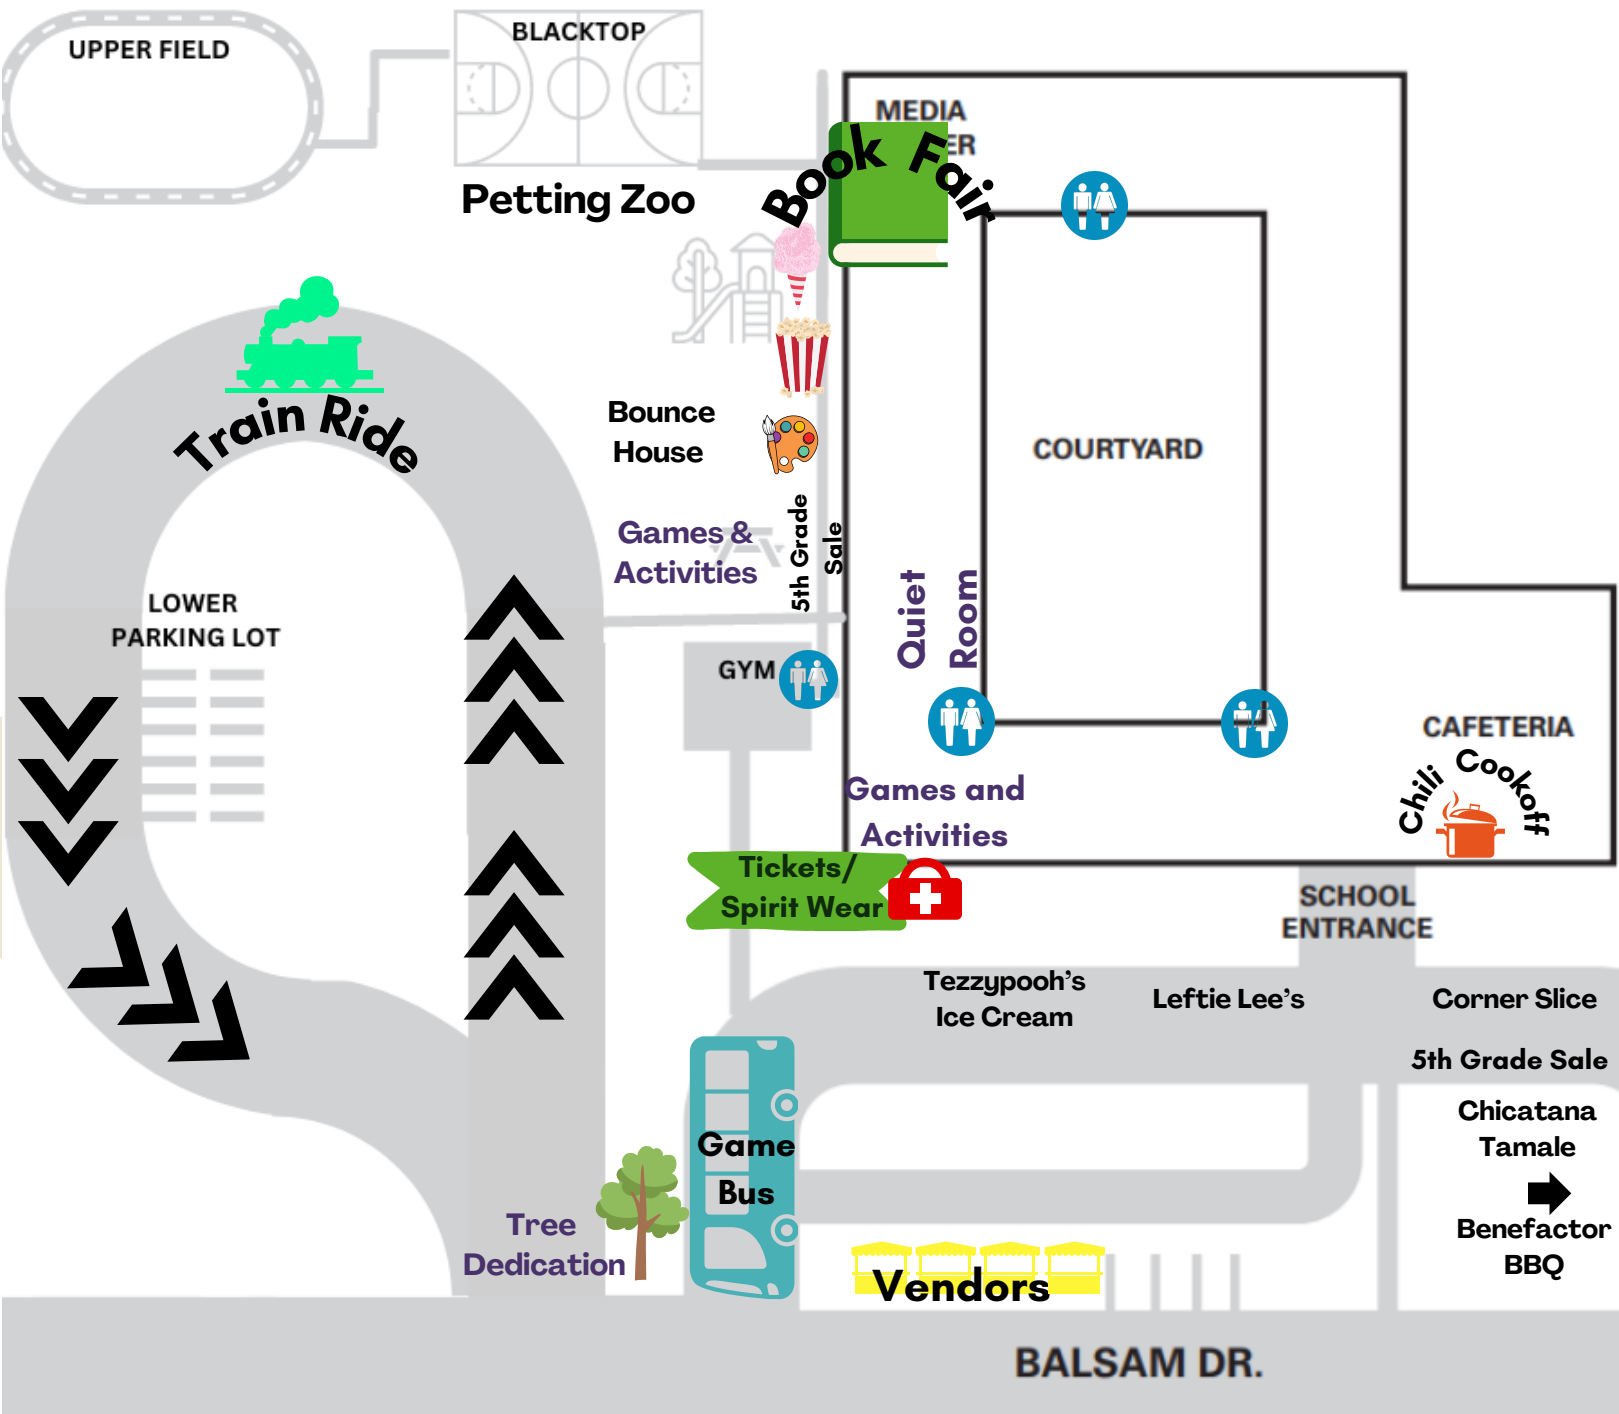 UPPER FIELD
BLACKTOP
MEDIA
ER
Book Fair
Petting Zoo
Train Ride
Bounce
House
COURTYARD
Games &
Activities
5th Grade
Sale
Quiet
Room
LOWER
PARKING LOT
GYM
CAFETERIA
Chili Cookoff
Games and
Activities
Tickets/
Spirit Wear
SCHOOL
ENTRANCE
Tezzypooh's
Ice Cream
Leftie Lee's
Corner Slice
5th Grade Sale
Chicatana
Tamale
Game
Bus
Tree
Dedication
Benefactor
BBQ
Vendors
BALSAM DR.